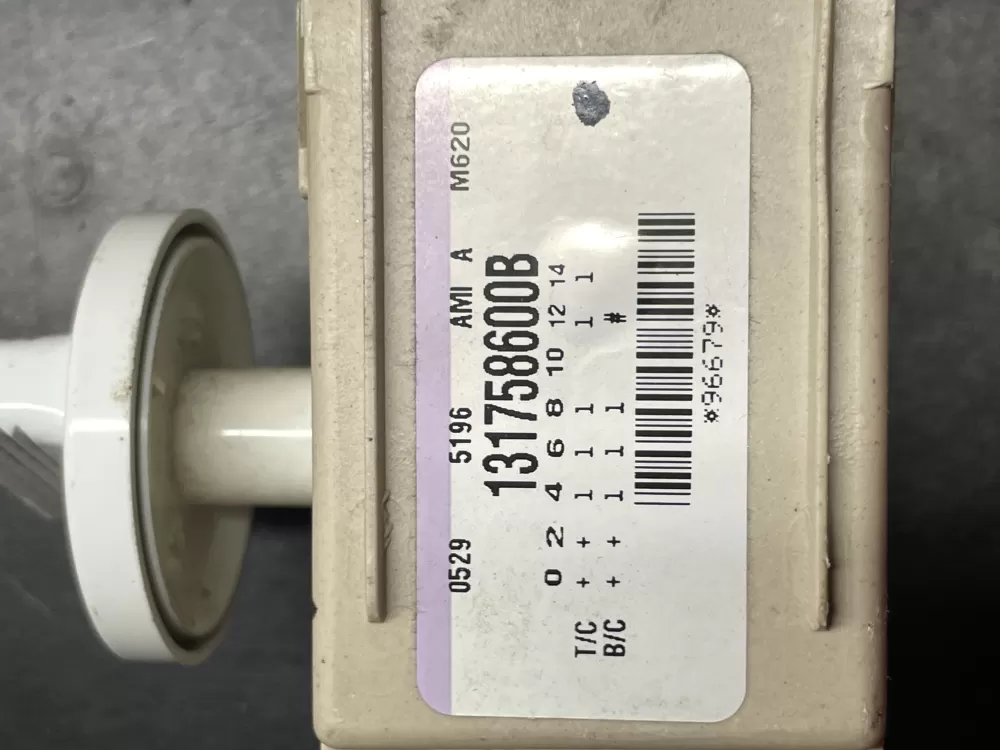 0529 5196 AMI A M620
131758600B
0 2 4 6 8 10 12 14
T/C + + 1 1 1 1 1
B/C + + 1 1 1 #
*96679*